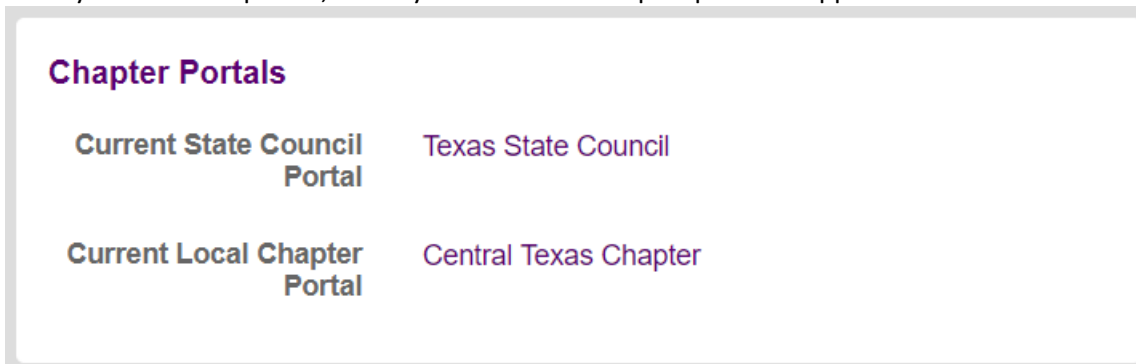 Chapter Portals
Current State Council Texas State Council
Portal
Current Local Chapter Central Texas Chapter
Portal